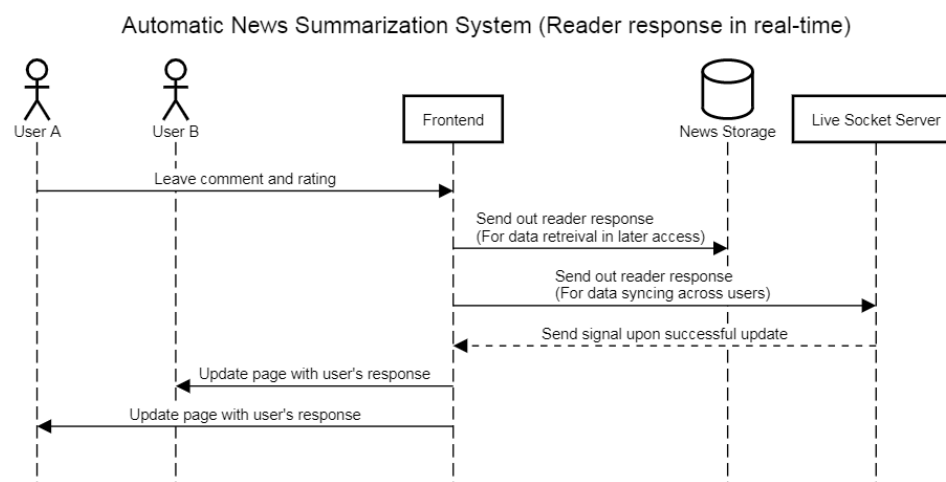 Automatic News Summarization System (Reader response in real-time)
User A
User B
Frontend
News Storage
Live Socket Server
Leave comment and rating
Send out reader response
(For data retreival in later access)
Send out reader response
(For data syncing across users)
Send signal upon successful update
Update page with user's response
Update page with user's response